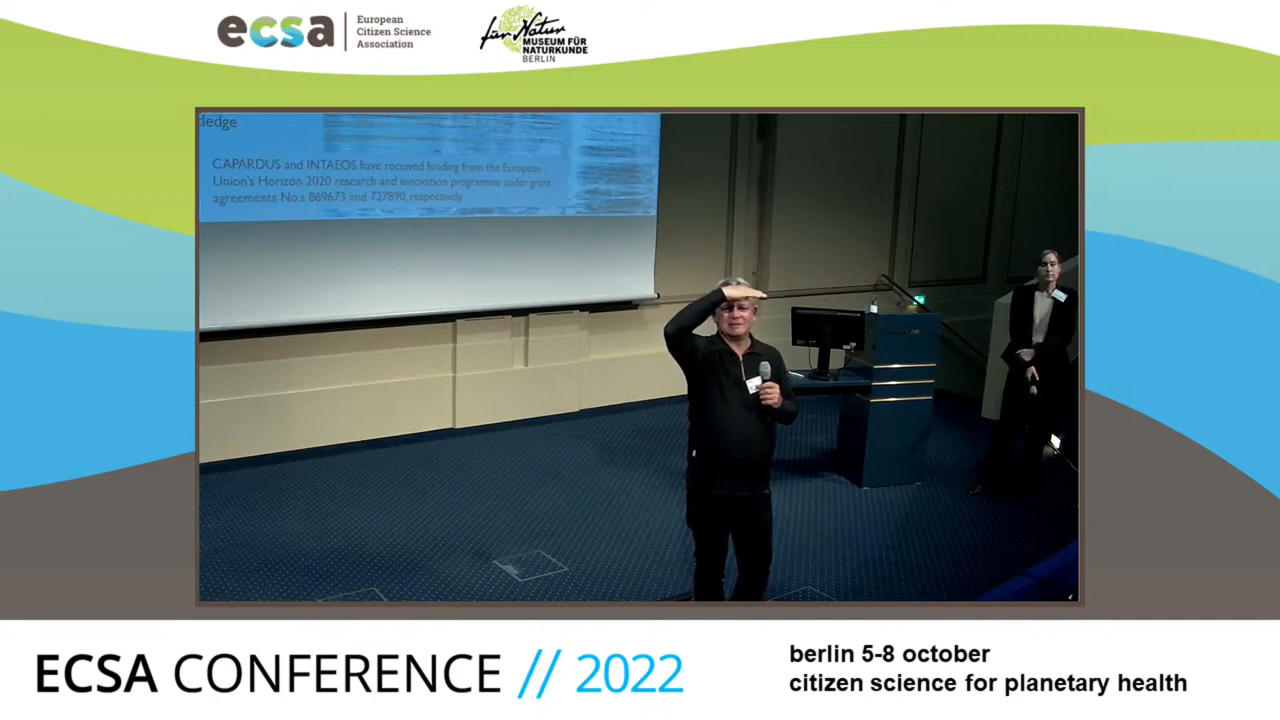 ecsa
European
Citizen Science
Association
für Natur
MUSEUM FÜR
NATURKUNDE
BERLIN
ledge
CAPARDUS and INTAEOS have received funding from the European
Union's Horizon 2020 research and innovation programme under grant
agreements No.s 869673 and 727890, respectively
ECSA CONFERENCE // 2022
berlin 5-8 october
citizen science for planetary health